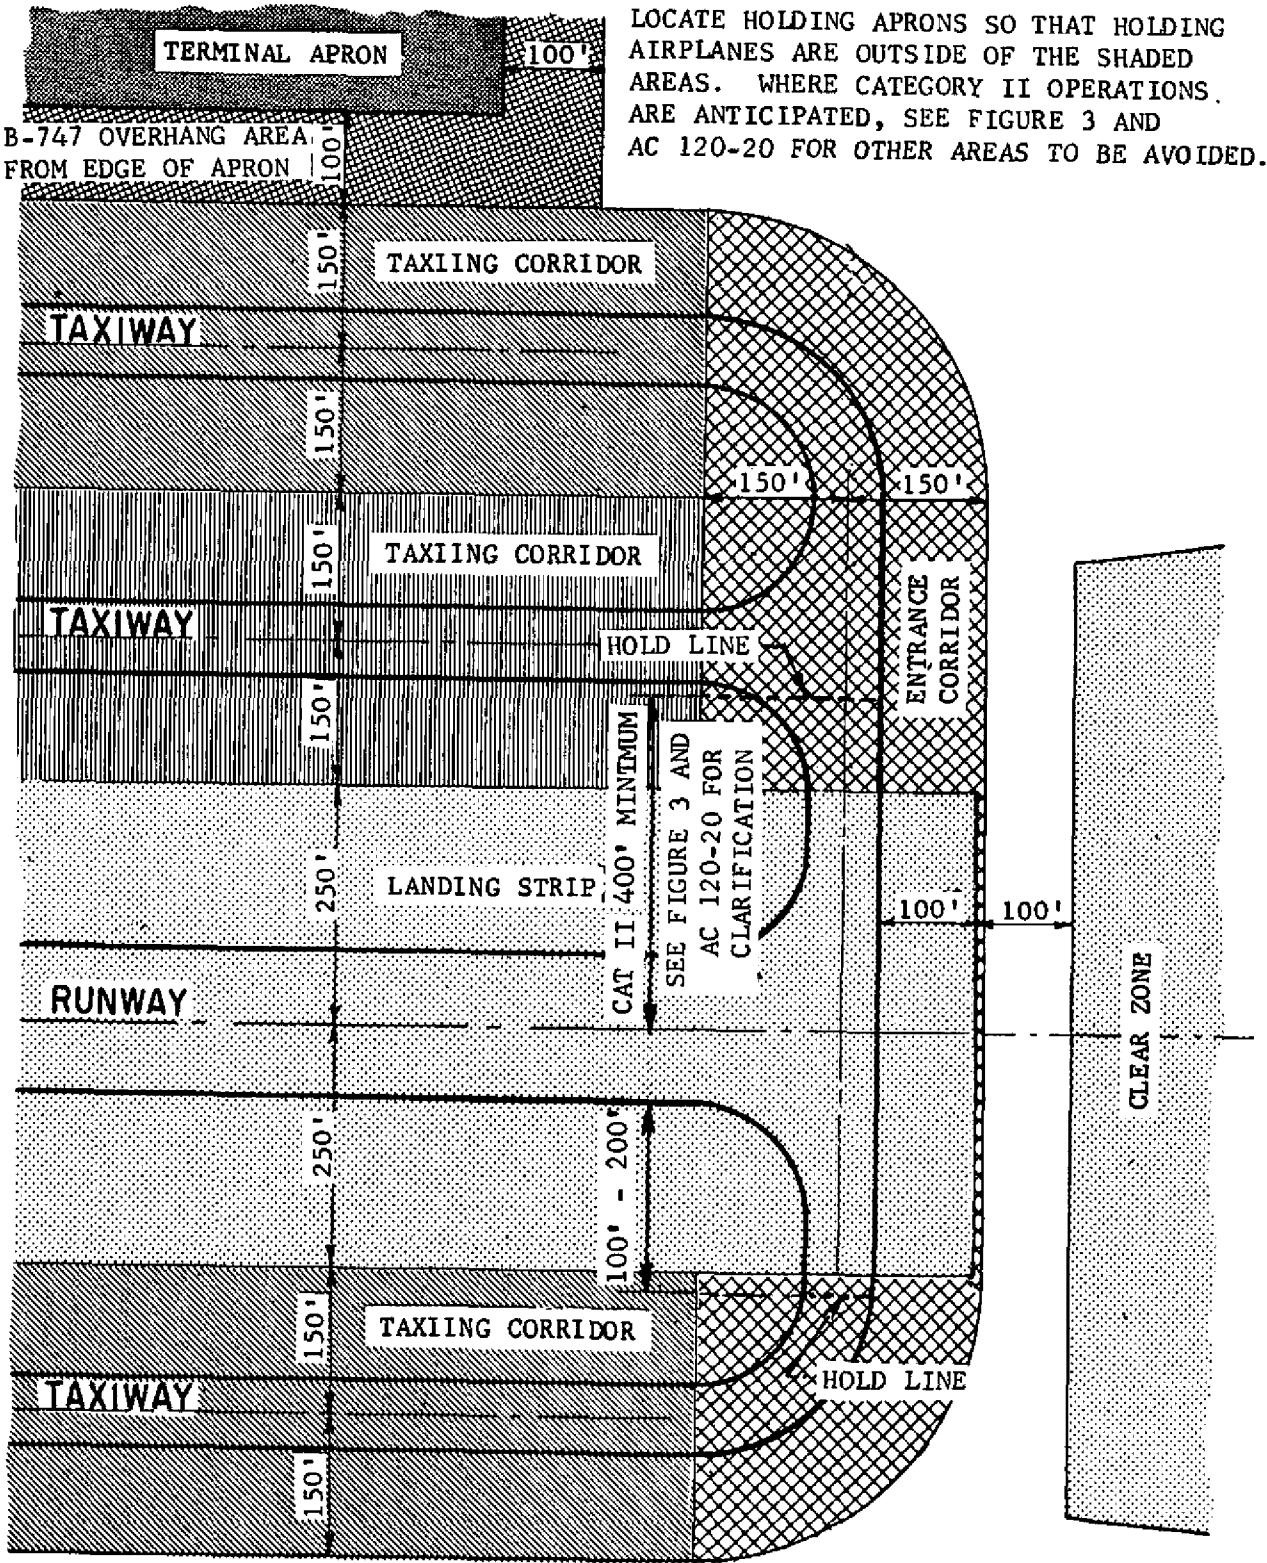 TERMINAL APRON
100'
LOCATE HOLDING APRONS SO THAT HOLDING
AIRPLANES ARE OUTSIDE OF THE SHADED
AREAS. WHERE CATEGORY II OPERATIONS.
ARE ANTICIPATED, SEE FIGURE 3 AND
AC 120-20 FOR OTHER AREAS TO BE AVOIDED.
B-747 OVERHANG AREA
FROM EDGE OF APRON
100'
150'
TAXIING CORRIDOR
TAXIWAY
150'
150'
150'
150'
TAXIING CORRIDOR
ENTRANCE
CORRIDOR
TAXIWAY
HOLD LINE
150'
CAT II 400' MINIMUM
SEE FIGURE 3 AND
AC 120-20 FOR
CLARIFICATION
250'
LANDING STRIP
100'
100'
RUNWAY
CLEAR ZONE
250'
100' - 200'
150'
TAXIING CORRIDOR
HOLD LINE
TAXIWAY
150'